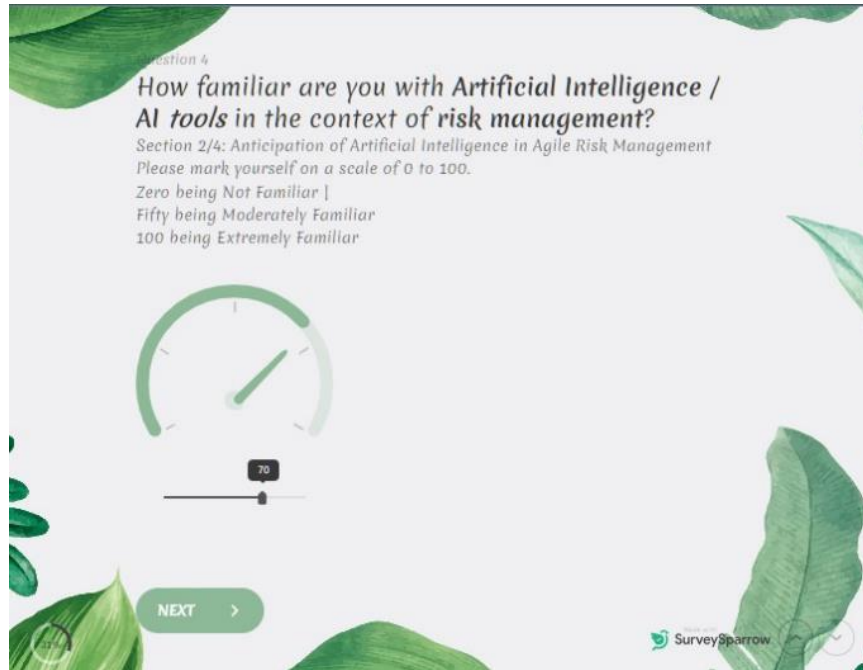 Question 4
How familiar are you with Artificial Intelligence /
AI tools in the context of risk management?
Section 2/4: Anticipation of Artificial Intelligence in Agile Risk Management
Please mark yourself on a scale of 0 to 100.
Zero being Not Familiar |
Fifty being Moderately Familiar
100 being Extremely Familiar
70
NEXT
SurveySparrow